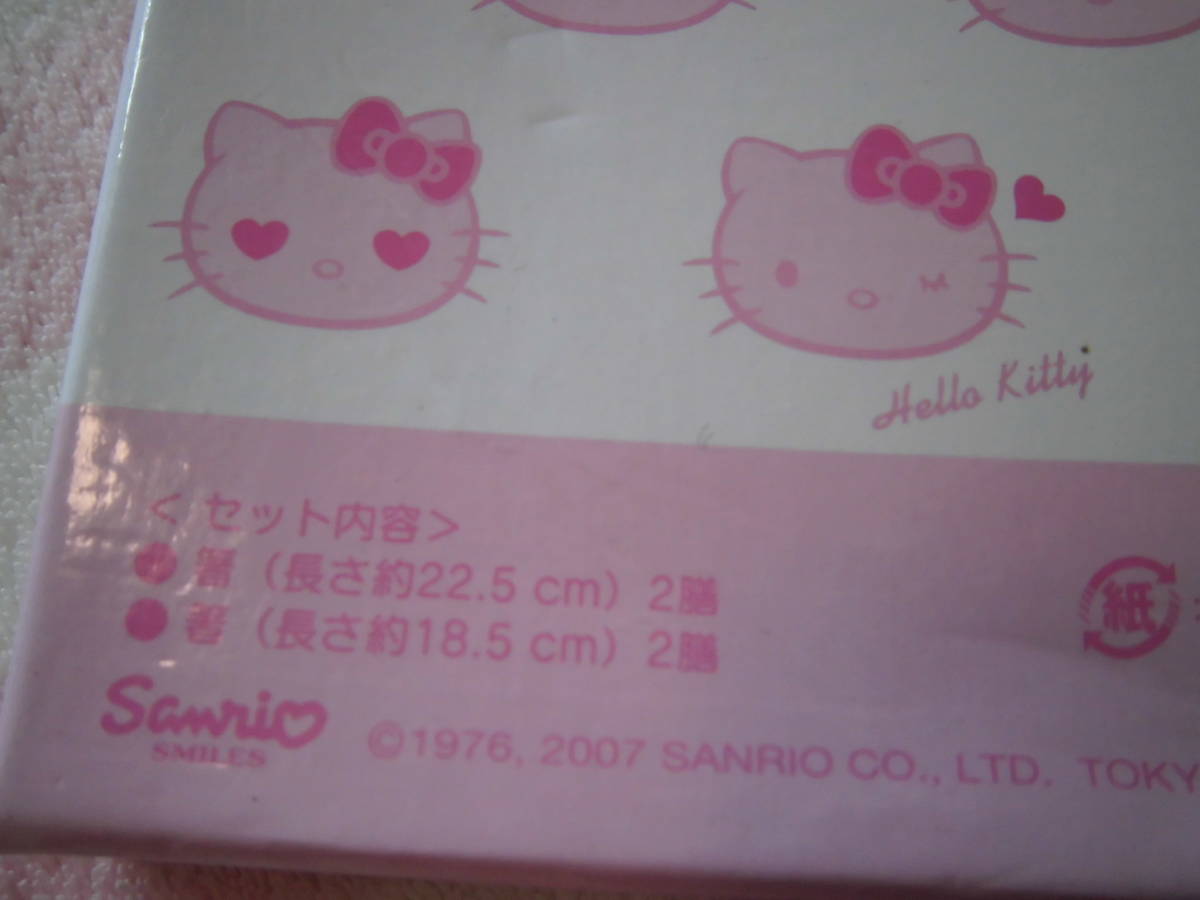 Hello Kitty
< セット内容>
● 箸（長さ約22.5 cm）2膳
● 箸（長さ約18.5 cm）2膳
紙
Sanrio
SMILES
©1976, 2007 SANRIO CO., LTD. TOKY